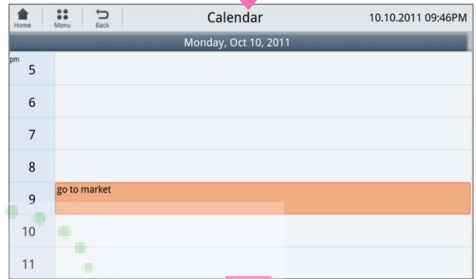 Home
Menu
Back
Calendar
10.10.2011 09:46PM
Monday, Oct 10, 2011
pm
5
6
7
8
9
go to market
10
11